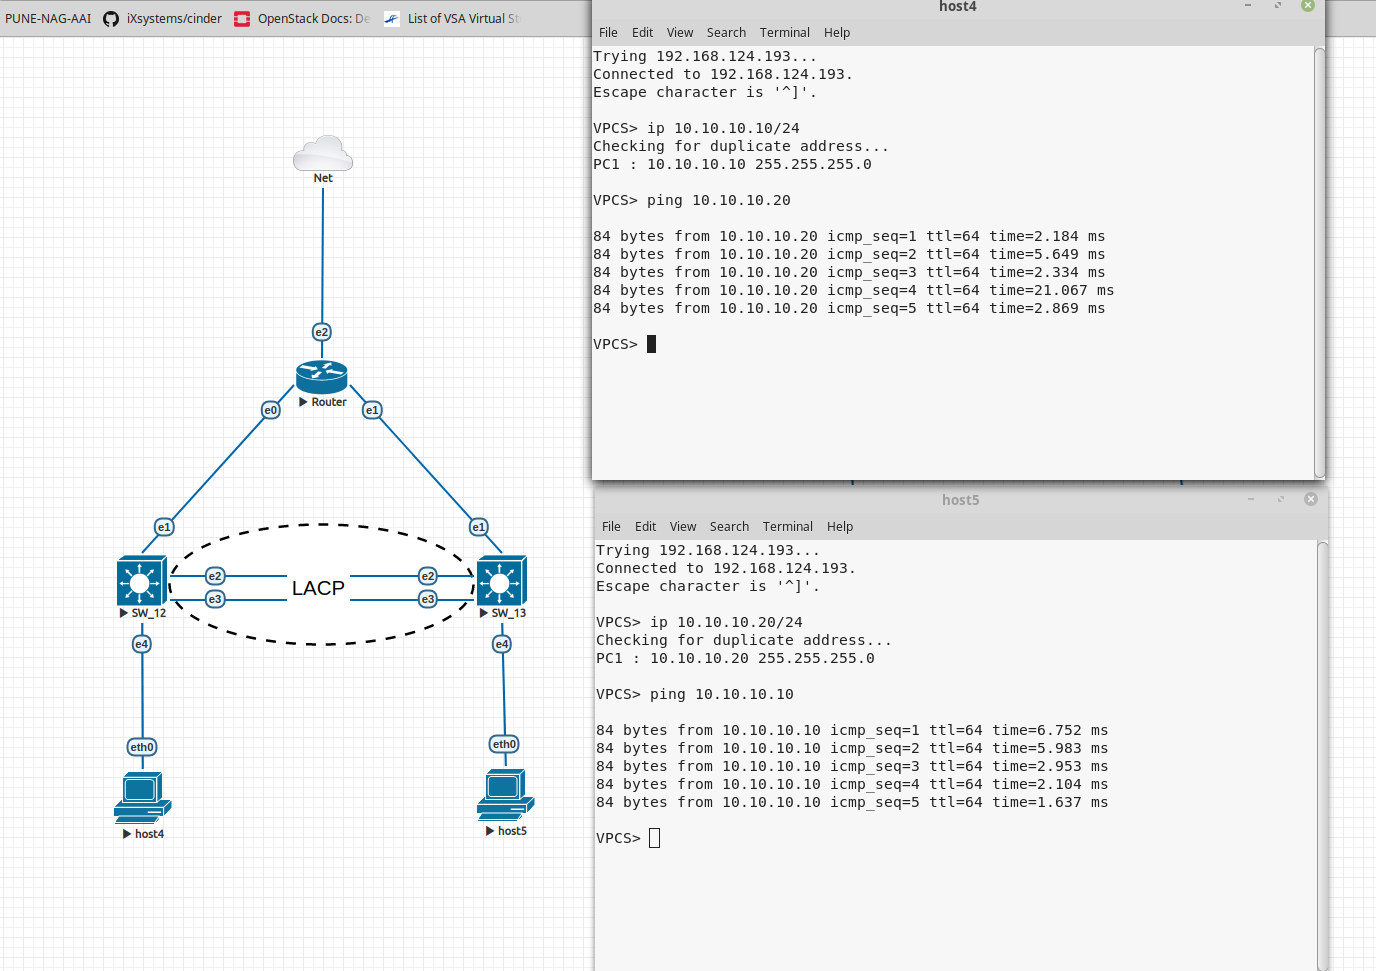 PUNE-NAG-AAI
iXsystems/cinder
OpenStack Docs: De
List of VSA Virtual St
host4
File Edit View Search Terminal Help
Trying 192.168.124.193...
Connected to 192.168.124.193.
Escape character is '^]'.
VPCS> ip 10.10.10.10/24
Checking for duplicate address...
PC1 : 10.10.10.10 255.255.255.0
VPCS> ping 10.10.10.20
84 bytes from 10.10.10.20 icmp_seq=1 ttl=64 time=2.184 ms
84 bytes from 10.10.10.20 icmp_seq=2 ttl=64 time=5.649 ms
84 bytes from 10.10.10.20 icmp_seq=3 ttl=64 time=2.334 ms
84 bytes from 10.10.10.20 icmp_seq=4 ttl=64 time=21.067 ms
84 bytes from 10.10.10.20 icmp_seq=5 ttl=64 time=2.869 ms
VPCS>
Net
e2
Router
e0
e1
e1
e1
e2
e2
LACP
e3
e3
SW_12
SW_13
e4
e4
eth0
eth0
host4
host5
host5
File Edit View Search Terminal Help
Trying 192.168.124.193...
Connected to 192.168.124.193.
Escape character is '^]'.
VPCS> ip 10.10.10.20/24
Checking for duplicate address...
PC1 : 10.10.10.20 255.255.255.0
VPCS> ping 10.10.10.10
84 bytes from 10.10.10.10 icmp_seq=1 ttl=64 time=6.752 ms
84 bytes from 10.10.10.10 icmp_seq=2 ttl=64 time=5.983 ms
84 bytes from 10.10.10.10 icmp_seq=3 ttl=64 time=2.953 ms
84 bytes from 10.10.10.10 icmp_seq=4 ttl=64 time=2.104 ms
84 bytes from 10.10.10.10 icmp_seq=5 ttl=64 time=1.637 ms
VPCS>